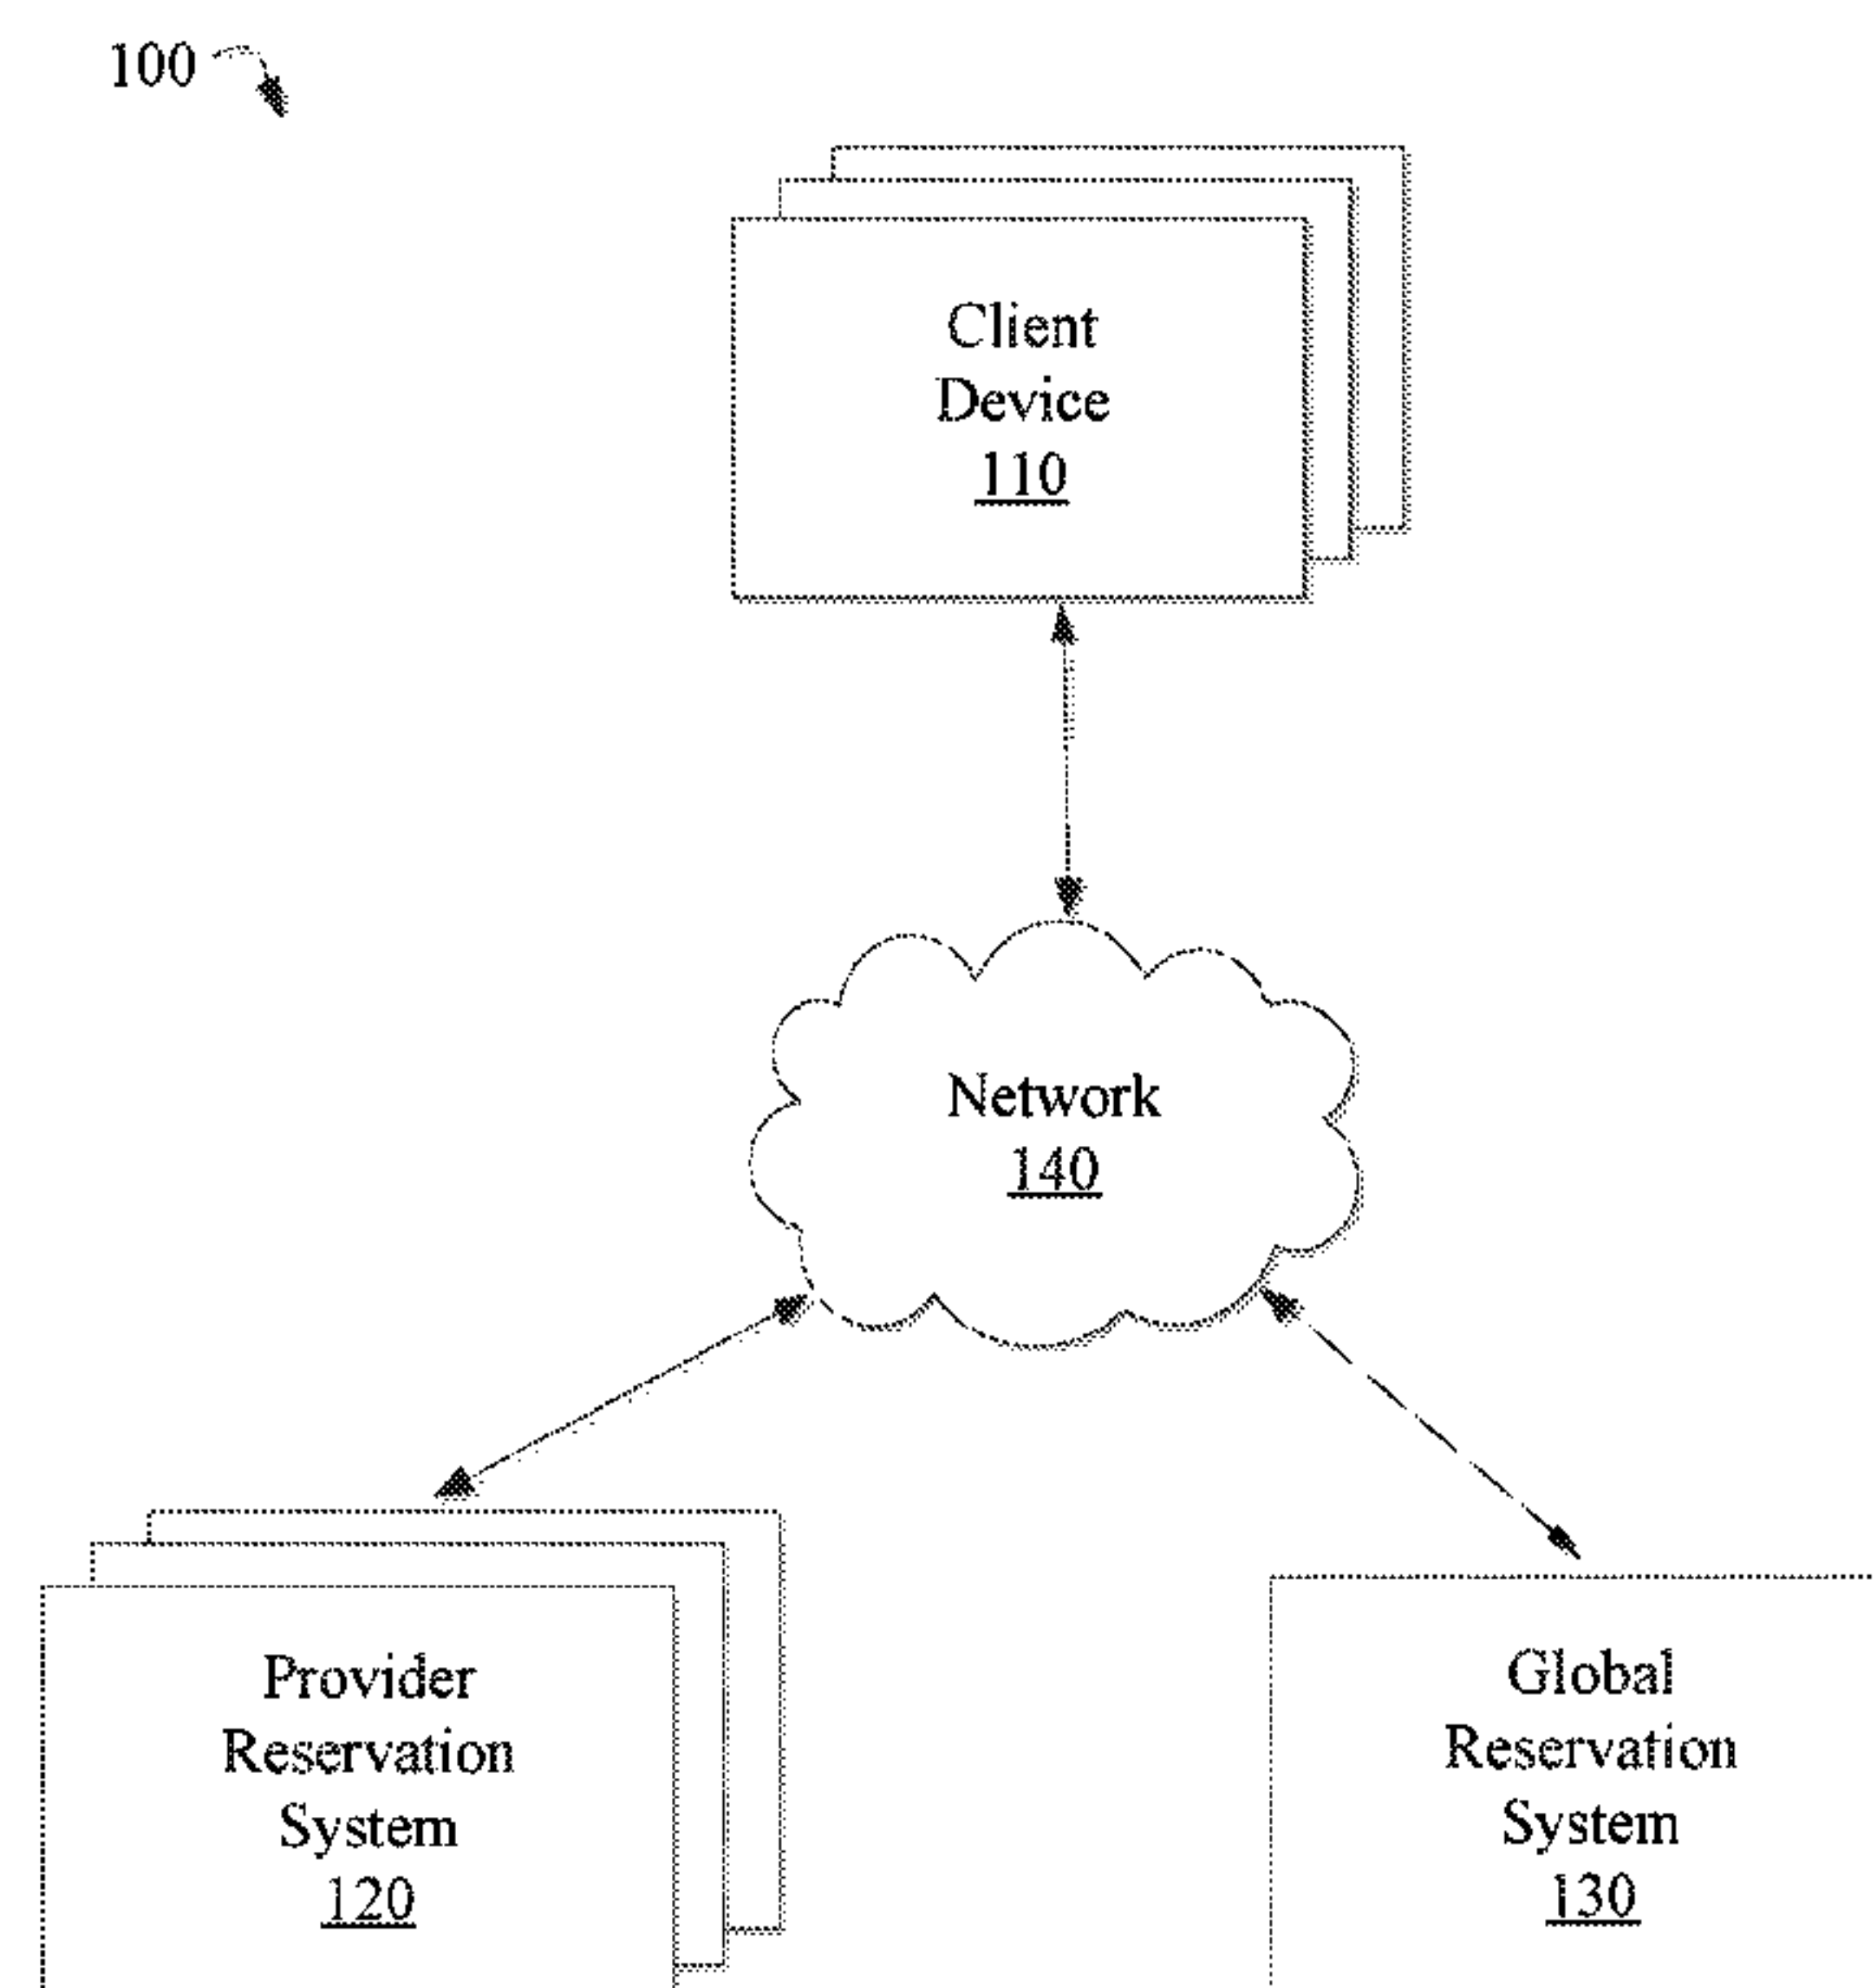 100
Client
Device
110
Network
140
Provider
Reservation
System
120
Global
Reservation
System
130